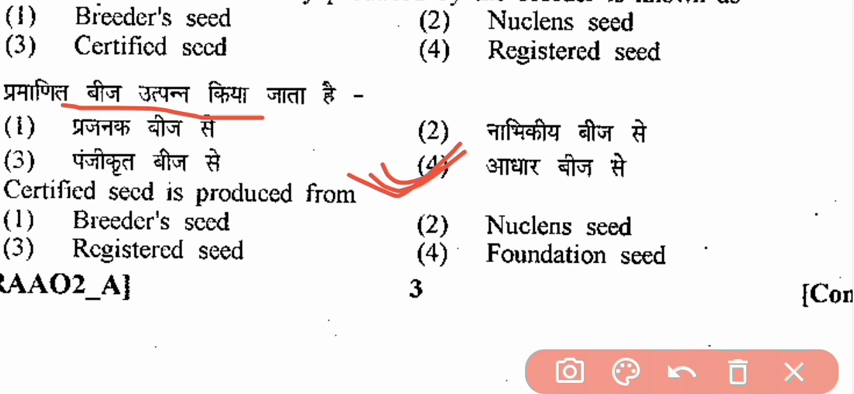 (1) Breeder's seed (2) Nuclens seed
(3) Certified seed (4) Registered seed
प्रमाणित बीज उत्पन्न किया जाता है -
(1) प्रजनक बीज से (2) नाभिकीय बीज से
(3) पंजीकृत बीज से (4) आधार बीज से
Certified seed is produced from
(1) Breeder's seed (2) Nuclens seed
(3) Registered seed (4) Foundation seed
RAAO2_A] 3 [Con